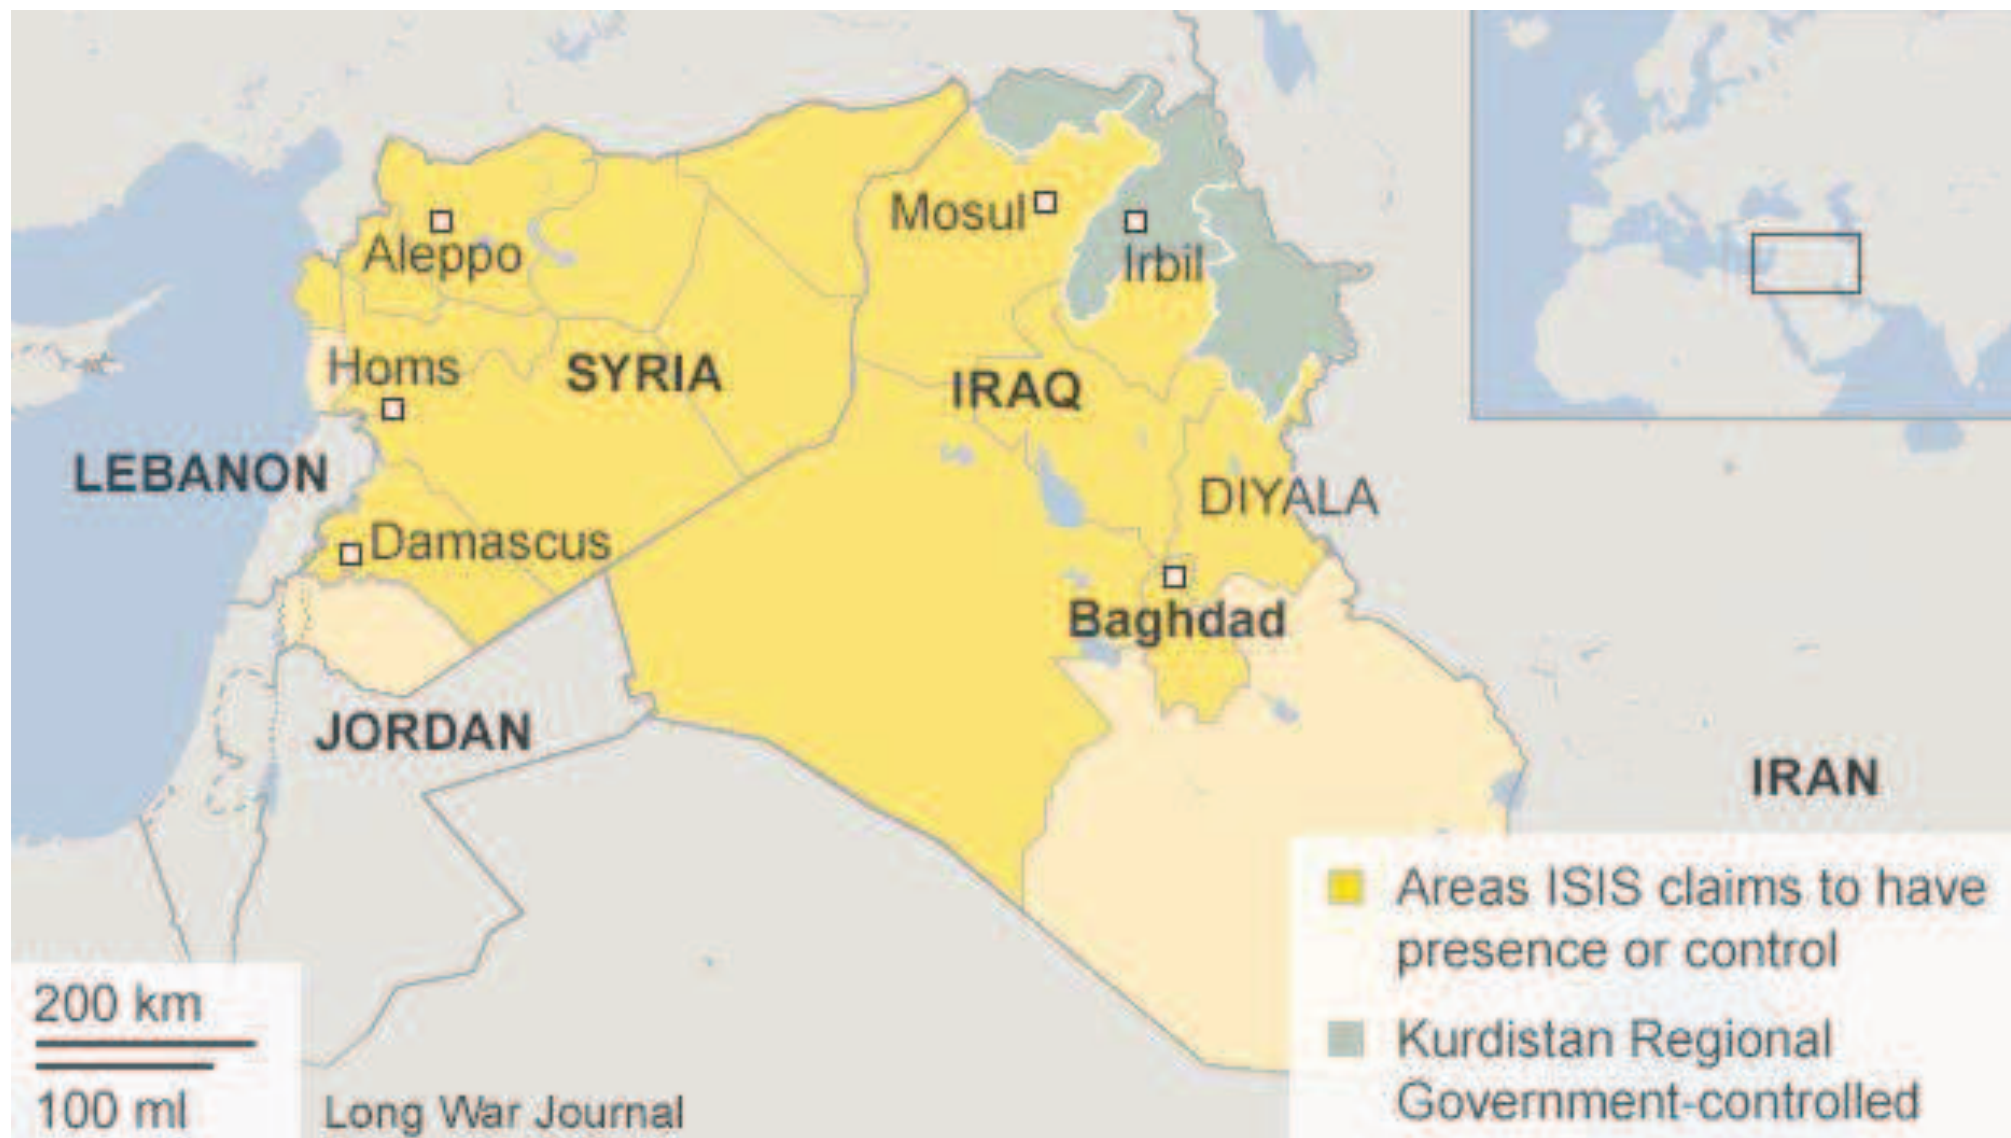 Mosul
Aleppo
Irbil
Homs
SYRIA
IRAQ
LEBANON
DIYALA
Damascus
Baghdad
JORDAN
IRAN
Areas ISIS claims to have
presence or control
200 km
Kurdistan Regional
Government-controlled
100 ml
Long War Journal